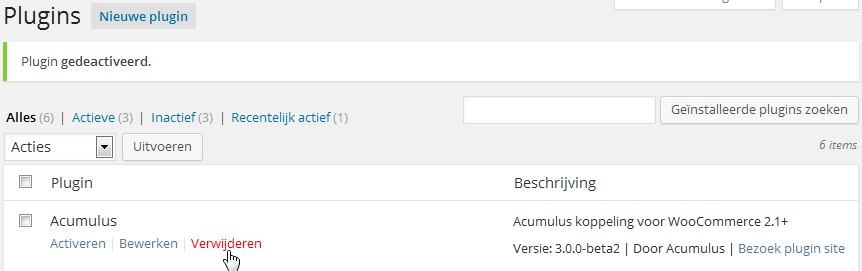 Plugins Nieuwe plugin
Plugin gedeactiveerd.
Alles (6) | Actieve (3) | Inactief (3) | Recentelijk actief (1)
Geïnstalleerde plugins zoeken
Acties Uitvoeren
6 items
Plugin Beschrijving
Acumulus Acumulus koppeling voor WooCommerce 2.1+
Activeren | Bewerken | Verwijderen Versie: 3.0.0-beta2 | Door Acumulus | Bezoek plugin site